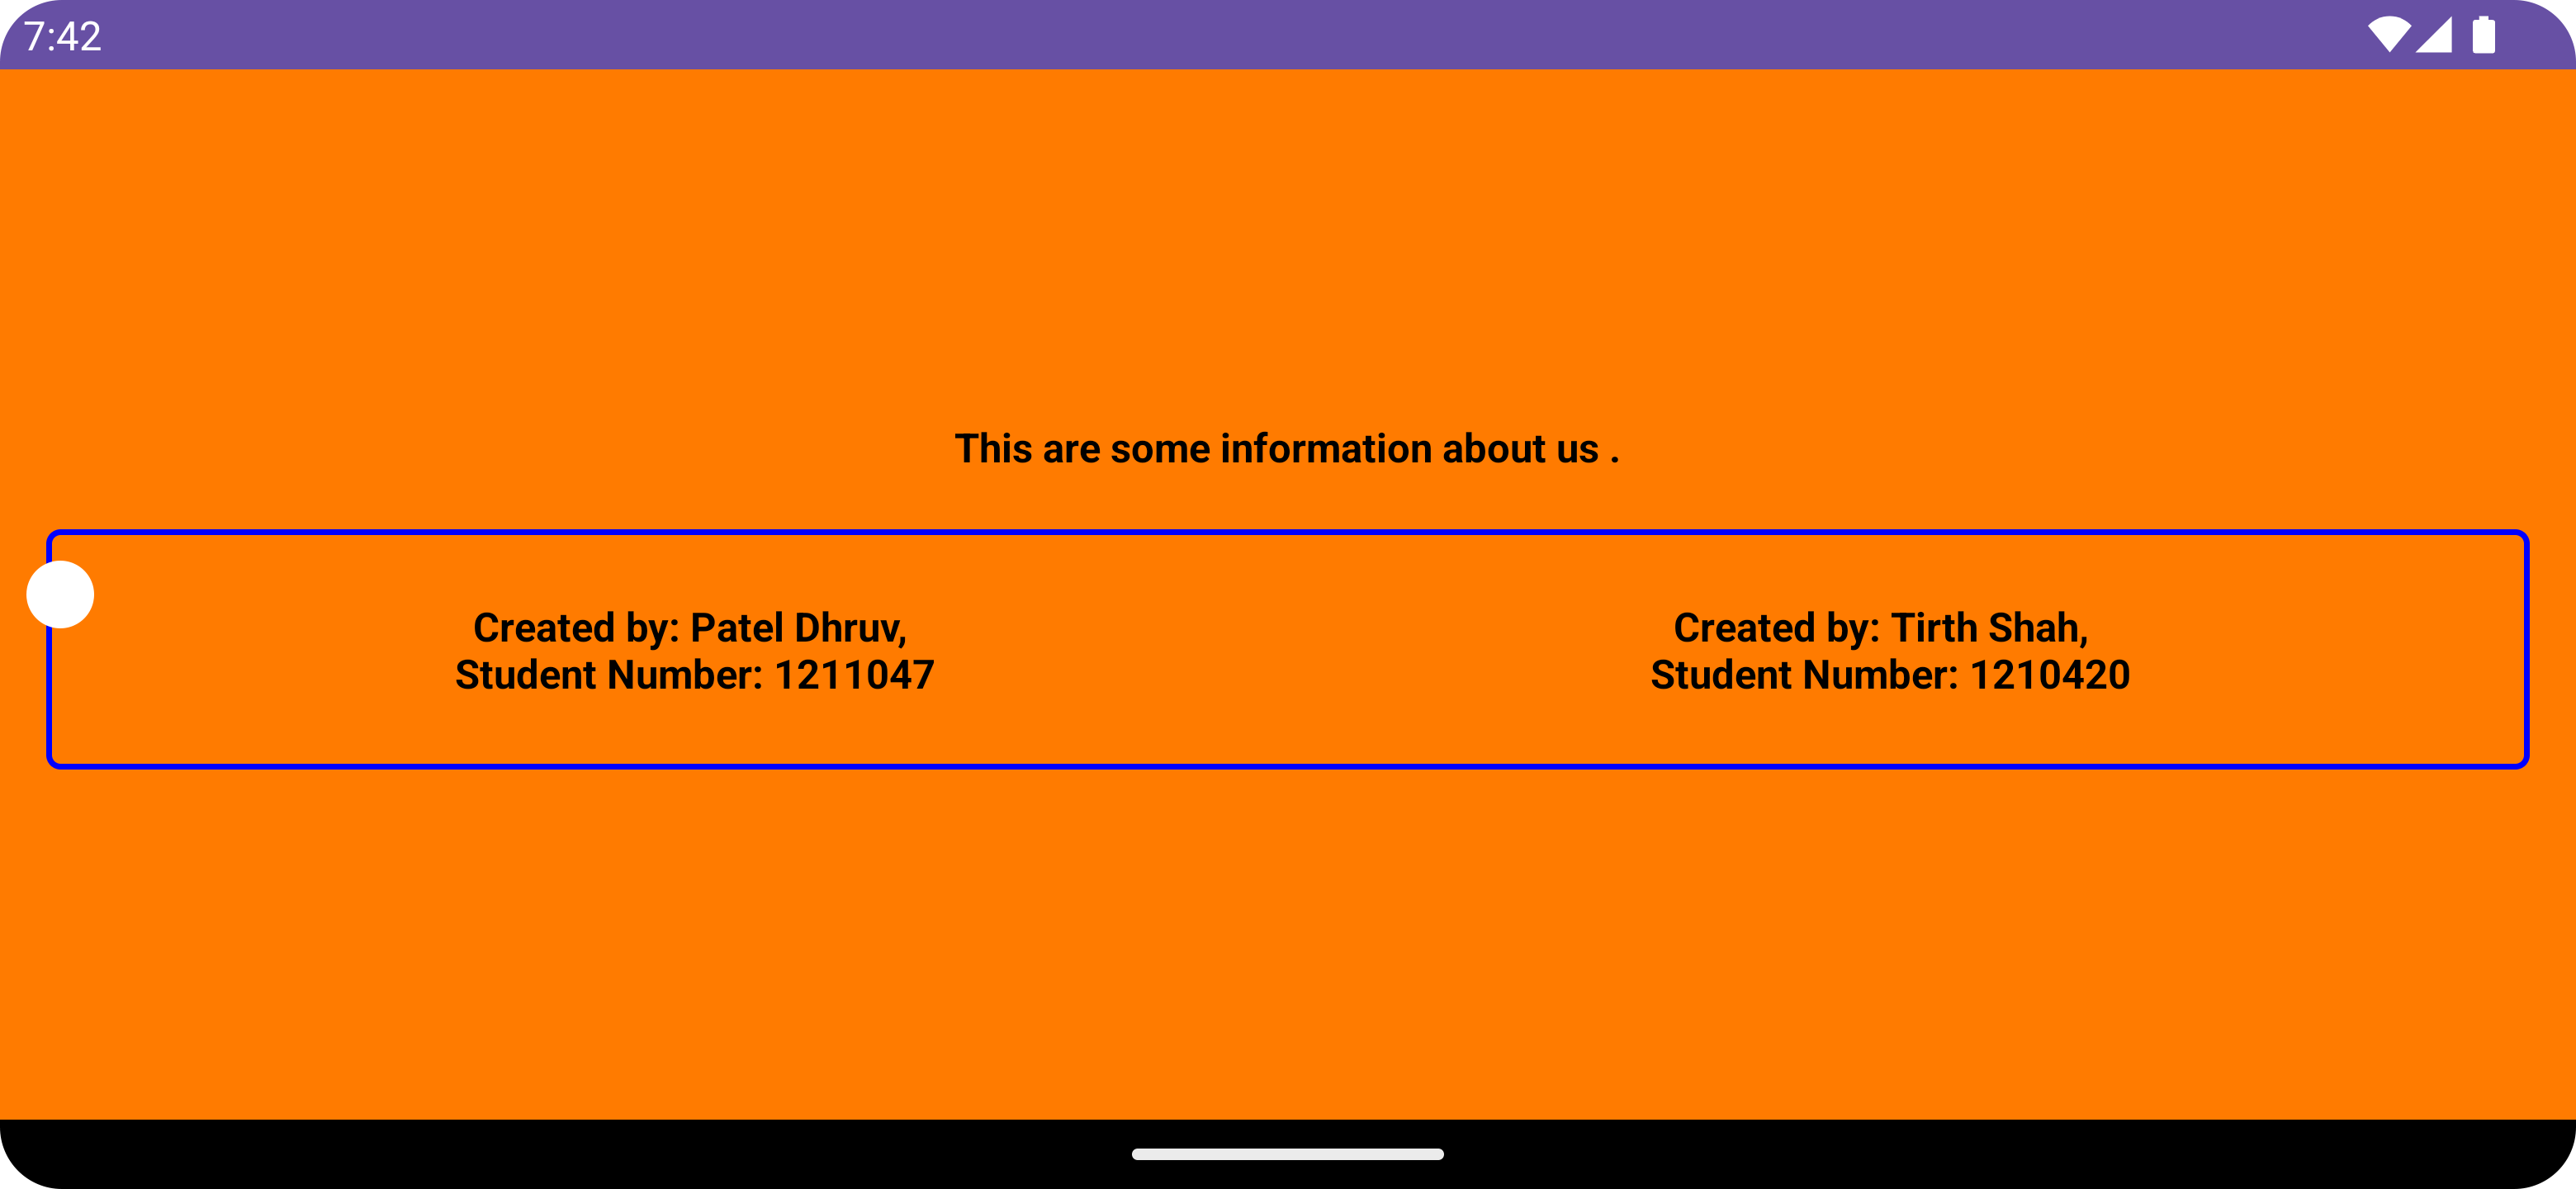 7:42
This are some information about us .
Created by: Patel Dhruv,
Student Number: 1211047
Created by: Tirth Shah,
Student Number: 1210420